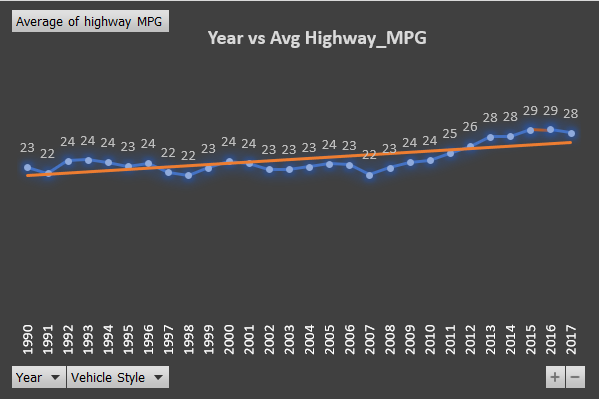 Average of highway MPG
Year vs Avg Highway_MPG
23 22 24 24 24 23 24 22 22 23 24 24 23 23 23 24 23 22 23 24 24 25 26 28 28 29 29 28
1990 1991 1992 1993 1994 1995 1996 1997 1998 1999 2000 2001 2002 2003 2004 2005 2006 2007 2008 2009 2010 2011 2012 2013 2014 2015 2016 2017
Year Vehicle Style + −